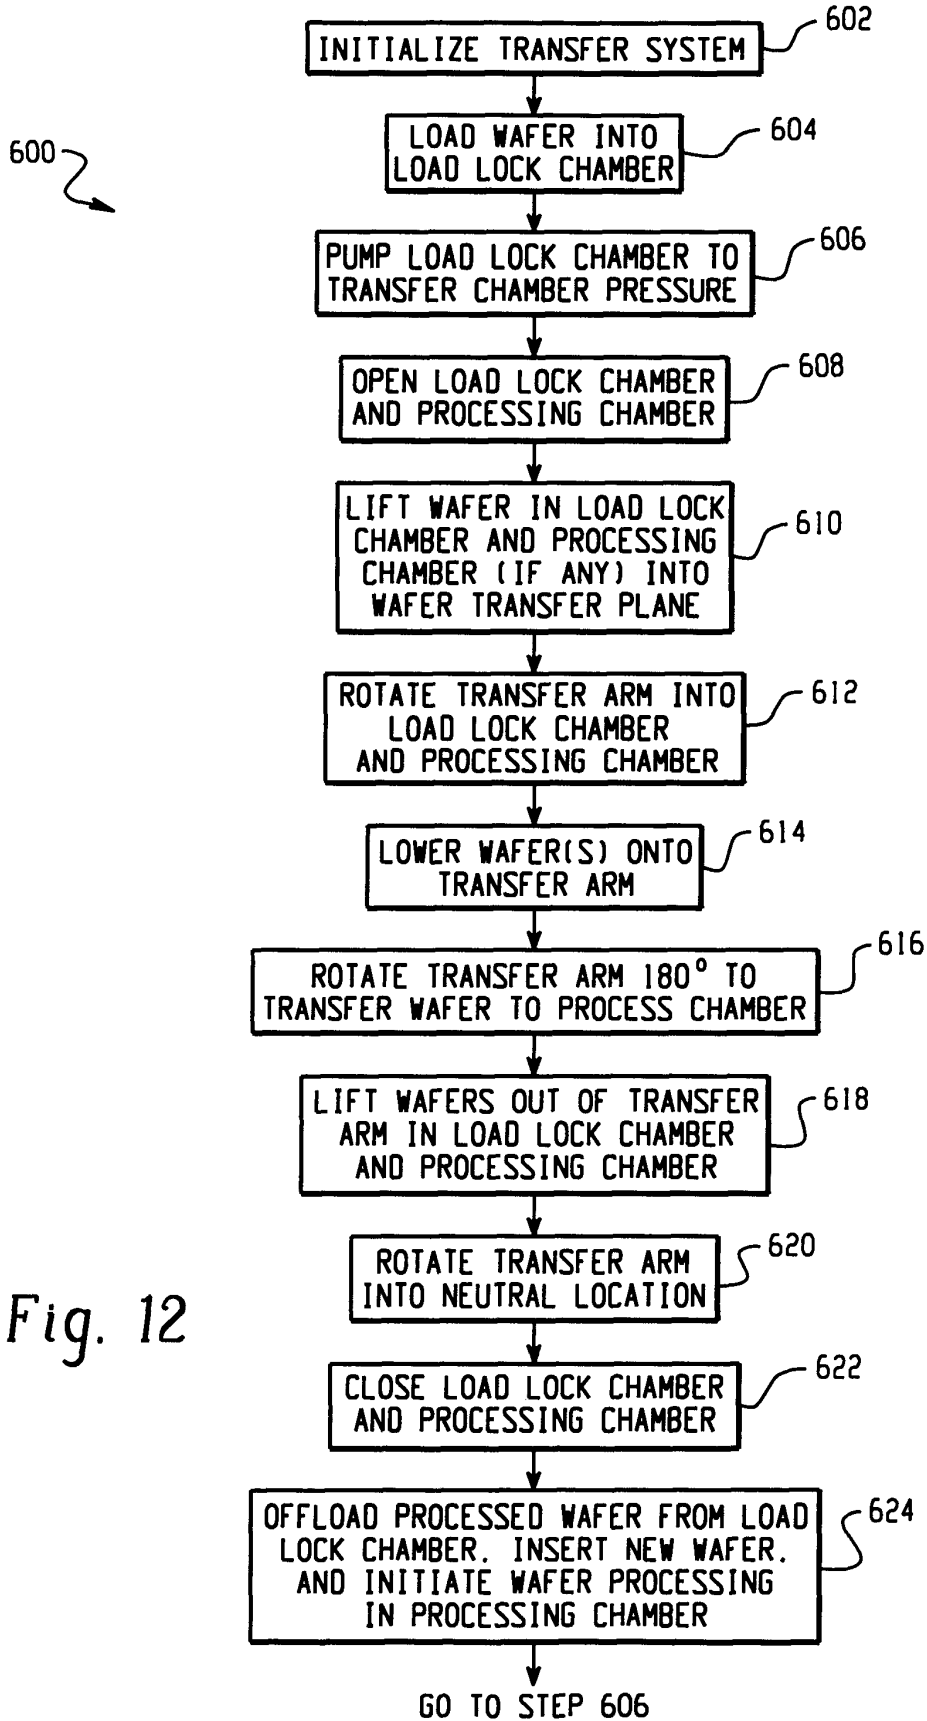 602
INITIALIZE TRANSFER SYSTEM
604
LOAD WAFER INTO
LOAD LOCK CHAMBER
600
606
PUMP LOAD LOCK CHAMBER TO
TRANSFER CHAMBER PRESSURE
608
OPEN LOAD LOCK CHAMBER
AND PROCESSING CHAMBER
610
LIFT WAFER IN LOAD LOCK
CHAMBER AND PROCESSING
CHAMBER (IF ANY) INTO
WAFER TRANSFER PLANE
612
ROTATE TRANSFER ARM INTO
LOAD LOCK CHAMBER
AND PROCESSING CHAMBER
614
LOWER WAFER(S) ONTO
TRANSFER ARM
616
ROTATE TRANSFER ARM 180° TO
TRANSFER WAFER TO PROCESS CHAMBER
618
LIFT WAFERS OUT OF TRANSFER
ARM IN LOAD LOCK CHAMBER
AND PROCESSING CHAMBER
620
ROTATE TRANSFER ARM
INTO NEUTRAL LOCATION
Fig. 12
622
CLOSE LOAD LOCK CHAMBER
AND PROCESSING CHAMBER
624
OFFLOAD PROCESSED WAFER FROM LOAD
LOCK CHAMBER. INSERT NEW WAFER.
AND INITIATE WAFER PROCESSING
IN PROCESSING CHAMBER
GO TO STEP 606